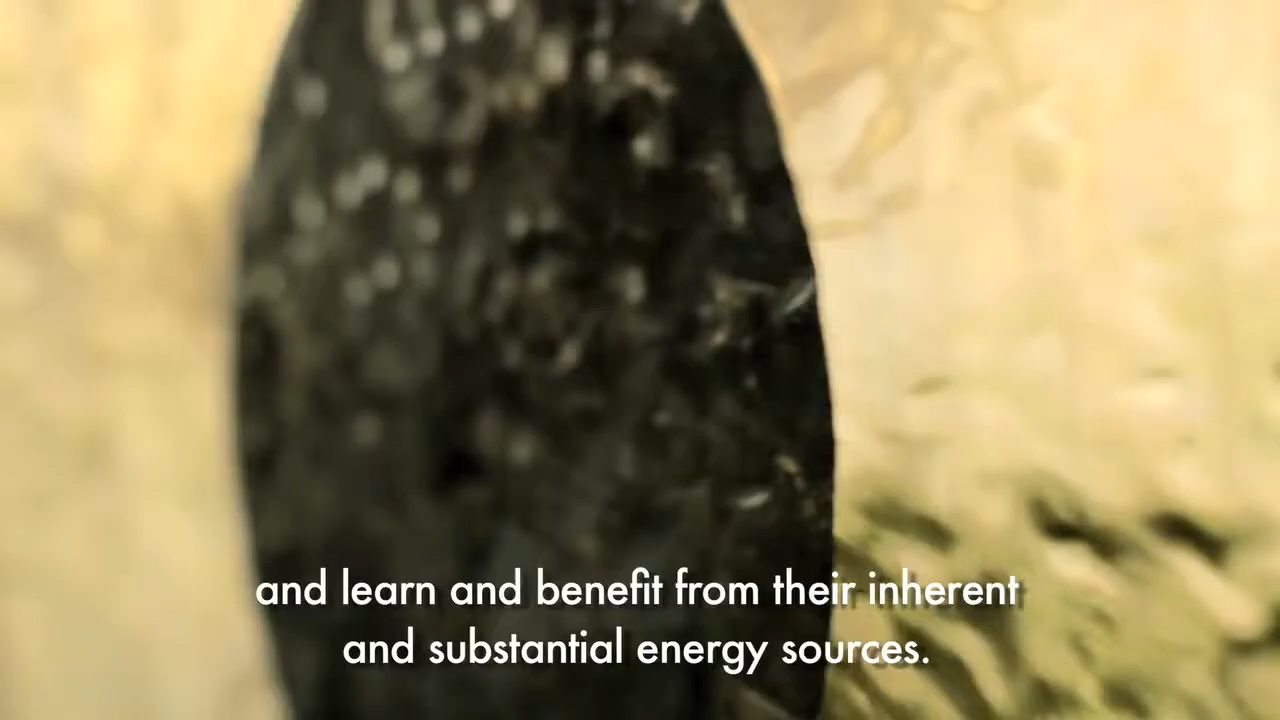 and learn and benefit from their inherent
and substantial energy sources.